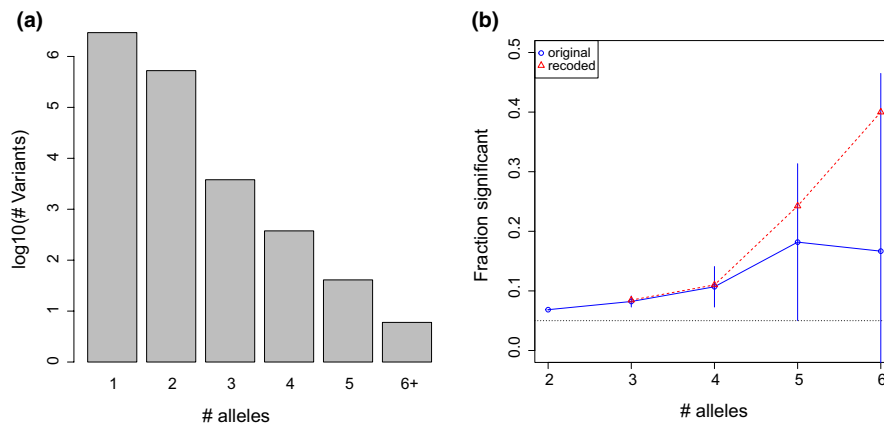 (a)
log10(# Variants)
0 1 2 3 4 5 6
1 2 3 4 5 6+
# alleles
(b)
original
recoded
Fraction significant
0.0 0.1 0.2 0.3 0.4 0.5
2 3 4 5 6
# alleles